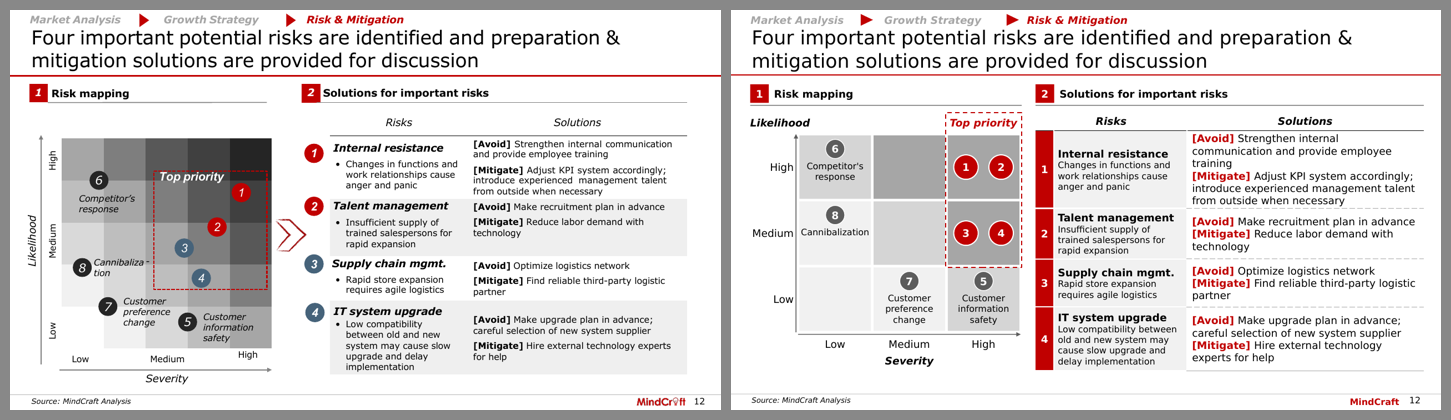 Market Analysis Growth Strategy Risk & Mitigation
Four important potential risks are identified and preparation &
mitigation solutions are provided for discussion
1 Risk mapping
Likelihood
High
Medium
Low
Top priority
6
Competitor's
response
1
2
3
4
8
Cannibaliza-
tion
7
Customer
preference
change
5
Customer
information
safety
Low Medium High
Severity
2 Solutions for important risks
Risks Solutions
1
Internal resistance
• Changes in functions and
work relationships cause
anger and panic
[Avoid] Strengthen internal communication
and provide employee training
[Mitigate] Adjust KPI system accordingly;
introduce experienced management talent
from outside when necessary
2
Talent management
• Insufficient supply of
trained salespersons for
rapid expansion
[Avoid] Make recruitment plan in advance
[Mitigate] Reduce labor demand with
technology
3
Supply chain mgmt.
• Rapid store expansion
requires agile logistics
[Avoid] Optimize logistics network
[Mitigate] Find reliable third-party logistic
partner
4
IT system upgrade
• Low compatibility
between old and new
system may cause slow
upgrade and delay
implementation
[Avoid] Make upgrade plan in advance;
careful selection of new system supplier
[Mitigate] Hire external technology experts
for help
Source: MindCraft Analysis
MindCraft 12
Market Analysis Growth Strategy Risk & Mitigation
Four important potential risks are identified and preparation &
mitigation solutions are provided for discussion
1 Risk mapping
Likelihood
Top priority
High
6
Competitor's
response
1 2
Medium
8
Cannibalization
3 4
Low
7
Customer
preference
change
5
Customer
information
safety
Low Medium High
Severity
2 Solutions for important risks
Risks Solutions
1
Internal resistance
Changes in functions and
work relationships cause
anger and panic
[Avoid] Strengthen internal
communication and provide employee
training
[Mitigate] Adjust KPI system accordingly;
introduce experienced management talent
from outside when necessary
2
Talent management
Insufficient supply of
trained salespersons for
rapid expansion
[Avoid] Make recruitment plan in advance
[Mitigate] Reduce labor demand with
technology
3
Supply chain mgmt.
Rapid store expansion
requires agile logistics
[Avoid] Optimize logistics network
[Mitigate] Find reliable third-party logistic
partner
4
IT system upgrade
Low compatibility between
old and new system may
cause slow upgrade and
delay implementation
[Avoid] Make upgrade plan in advance;
careful selection of new system supplier
[Mitigate] Hire external technology
experts for help
Source: MindCraft Analysis
MindCraft 12